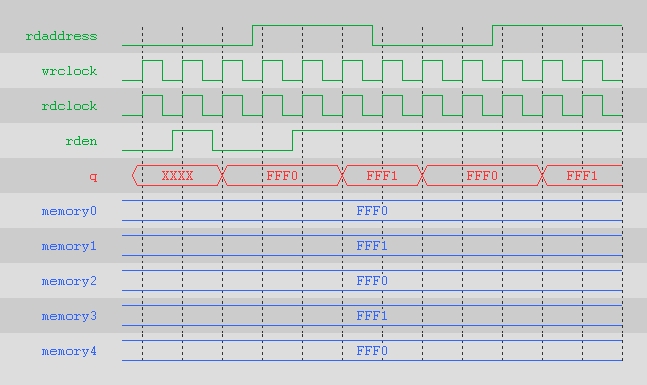 rdaddress
wrclock
rdclock
rden
q XXXX FFF0 FFF1 FFF0 FFF1
memory0 FFF0
memory1 FFF1
memory2 FFF0
memory3 FFF1
memory4 FFF0